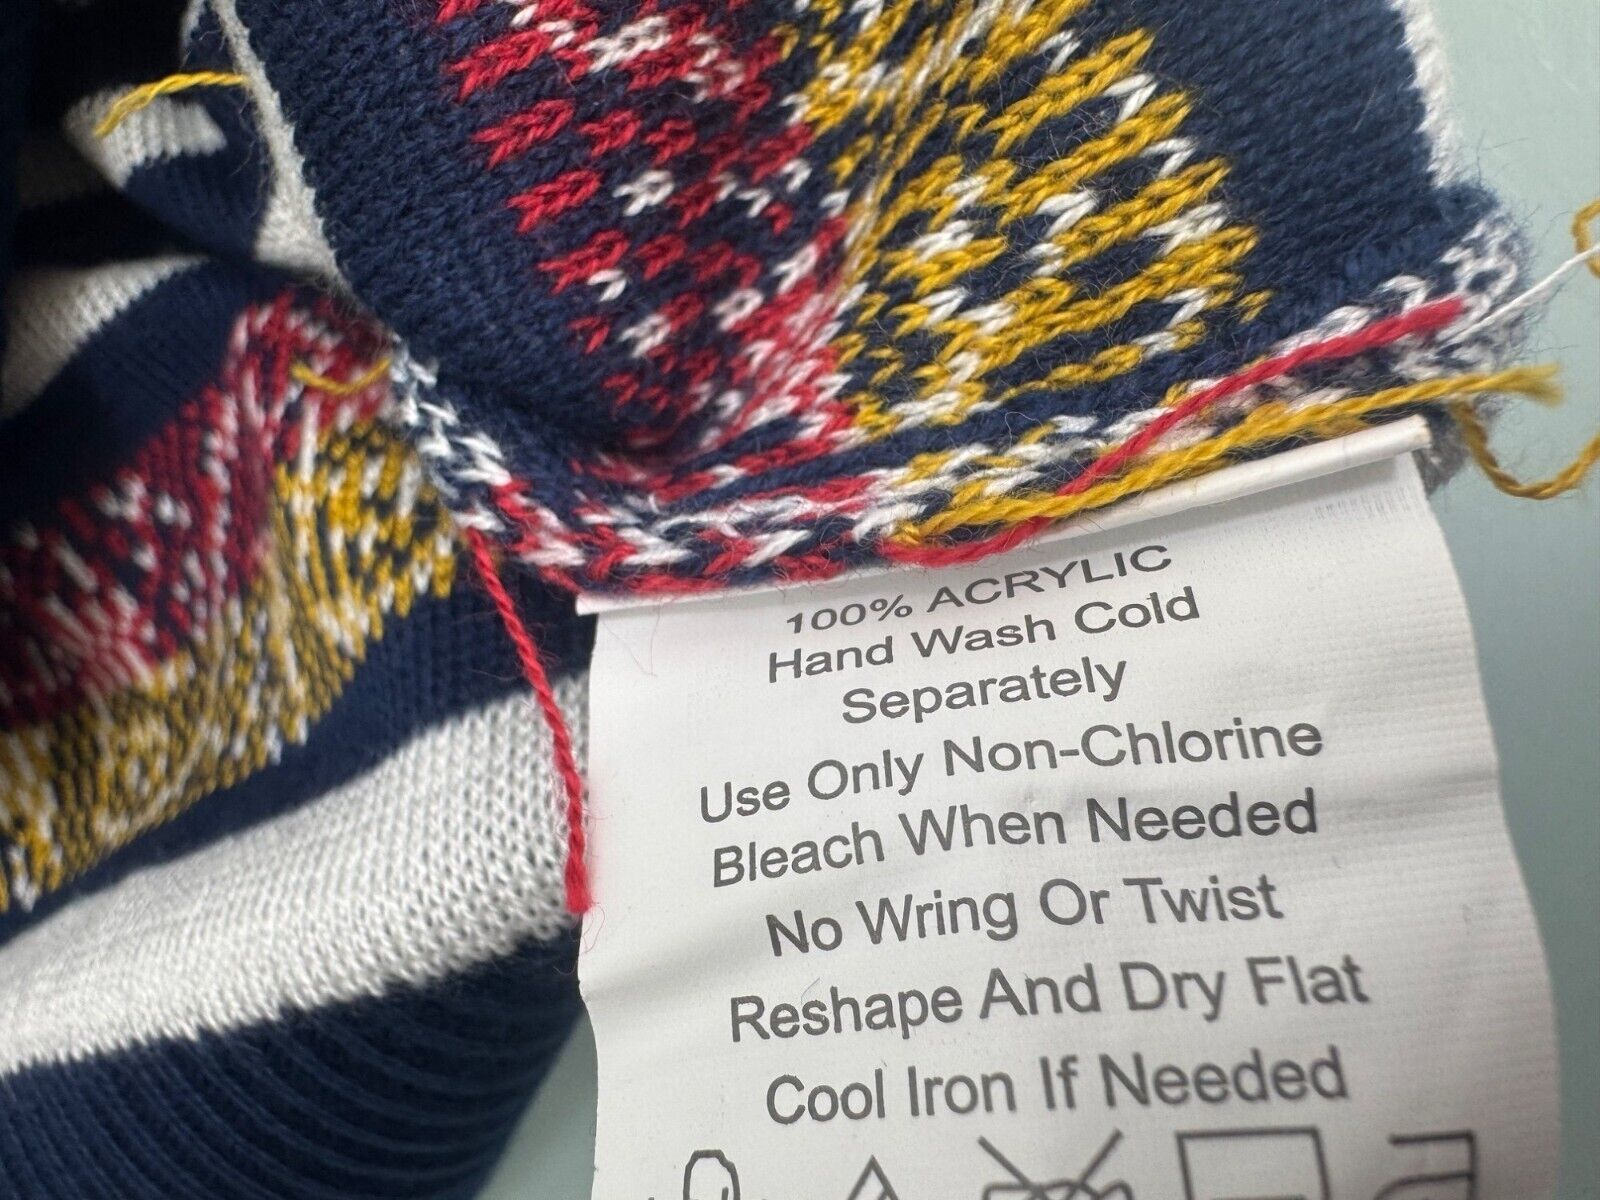 100% ACRYLIC
Hand Wash Cold
Separately
Use Only Non-Chlorine
Bleach When Needed
No Wring Or Twist
Reshape And Dry Flat
Cool Iron If Needed